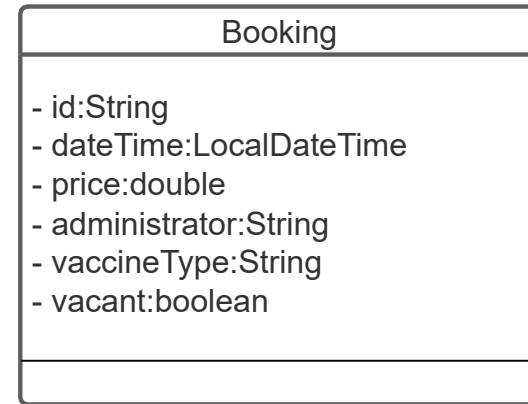 Booking
- id:String
- dateTime:LocalDateTime
- price:double
- administrator:String
- vaccineType:String
- vacant:boolean